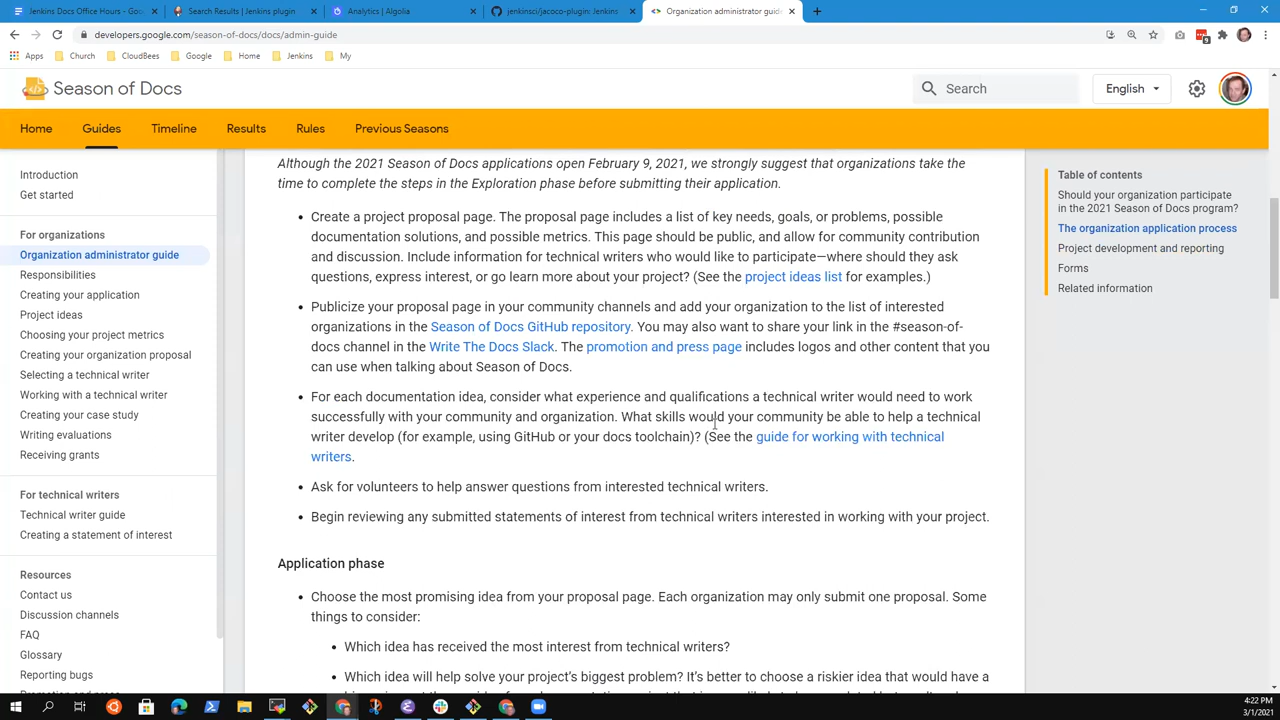 Jenkins Docs Office Hours - Goo
Search Results | Jenkins plugin
Analytics | Algolia
jenkinsci/jacoco-plugin: Jenkins
Organization administrator guid
developers.google.com/season-of-docs/docs/admin-guide
Apps
Church
CloudBees
Google
Home
Jenkins
My
Season of Docs
Search
English
Home
Guides
Timeline
Results
Rules
Previous Seasons
Introduction
Get started
For organizations
Organization administrator guide
Responsibilities
Creating your application
Project ideas
Choosing your project metrics
Creating your organization proposal
Selecting a technical writer
Working with a technical writer
Creating your case study
Writing evaluations
Receiving grants
For technical writers
Technical writer guide
Creating a statement of interest
Resources
Contact us
Discussion channels
FAQ
Glossary
Reporting bugs
Although the 2021 Season of Docs applications open February 9, 2021, we strongly suggest that organizations take the
time to complete the steps in the Exploration phase before submitting their application.
• Create a project proposal page. The proposal page includes a list of key needs, goals, or problems, possible
documentation solutions, and possible metrics. This page should be public, and allow for community contribution
and discussion. Include information for technical writers who would like to participate—where should they ask
questions, express interest, or go learn more about your project? (See the project ideas list for examples.)
• Publicize your proposal page in your community channels and add your organization to the list of interested
organizations in the Season of Docs GitHub repository. You may also want to share your link in the #season-of-
docs channel in the Write The Docs Slack. The promotion and press page includes logos and other content that you
can use when talking about Season of Docs.
• For each documentation idea, consider what experience and qualifications a technical writer would need to work
successfully with your community and organization. What skills would your community be able to help a technical
writer develop (for example, using GitHub or your docs toolchain)? (See the guide for working with technical
writers.
• Ask for volunteers to help answer questions from interested technical writers.
• Begin reviewing any submitted statements of interest from technical writers interested in working with your project.
Application phase
• Choose the most promising idea from your proposal page. Each organization may only submit one proposal. Some
things to consider:
• Which idea has received the most interest from technical writers?
• Which idea will help solve your project's biggest problem? It's better to choose a riskier idea that would have a
Table of contents
Should your organization participate
in the 2021 Season of Docs program?
The organization application process
Project development and reporting
Forms
Related information
4:22 PM
3/1/2021